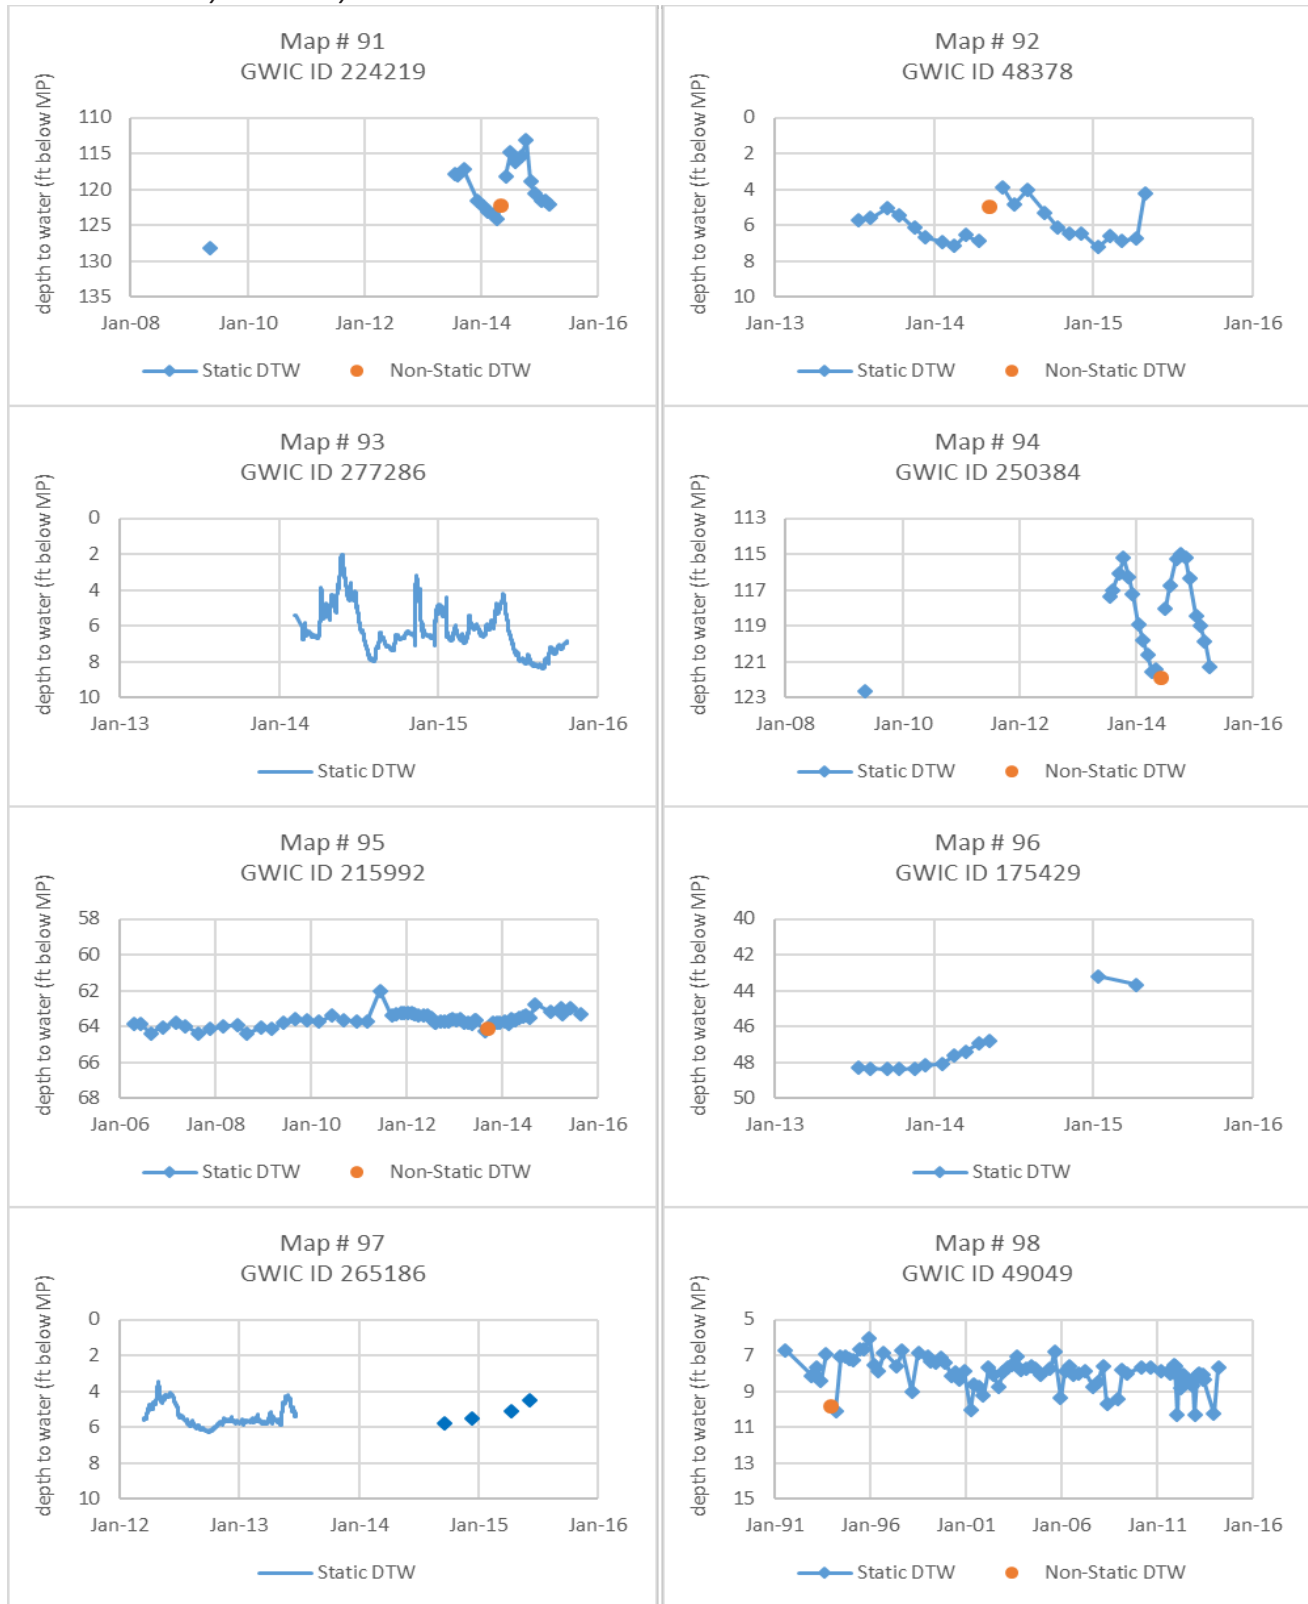 Map # 91
GWIC ID 224219
depth to water (ft below MP)
110
115
120
125
130
135
Jan-08 Jan-10 Jan-12 Jan-14 Jan-16
Static DTW Non-Static DTW
Map # 92
GWIC ID 48378
depth to water (ft below MP)
0
2
4
6
8
10
Jan-13 Jan-14 Jan-15 Jan-16
Static DTW Non-Static DTW
Map # 93
GWIC ID 277286
depth to water (ft below MP)
0
2
4
6
8
10
Jan-13 Jan-14 Jan-15 Jan-16
Static DTW
Map # 94
GWIC ID 250384
depth to water (ft below MP)
113
115
117
119
121
123
Jan-08 Jan-10 Jan-12 Jan-14 Jan-16
Static DTW Non-Static DTW
Map # 95
GWIC ID 215992
depth to water (ft below MP)
58
60
62
64
66
68
Jan-06 Jan-08 Jan-10 Jan-12 Jan-14 Jan-16
Static DTW Non-Static DTW
Map # 96
GWIC ID 175429
depth to water (ft below MP)
40
42
44
46
48
50
Jan-13 Jan-14 Jan-15 Jan-16
Static DTW
Map # 97
GWIC ID 265186
depth to water (ft below MP)
0
2
4
6
8
10
Jan-12 Jan-13 Jan-14 Jan-15 Jan-16
Static DTW
Map # 98
GWIC ID 49049
depth to water (ft below MP)
5
7
9
11
13
15
Jan-91 Jan-96 Jan-01 Jan-06 Jan-11 Jan-16
Static DTW Non-Static DTW